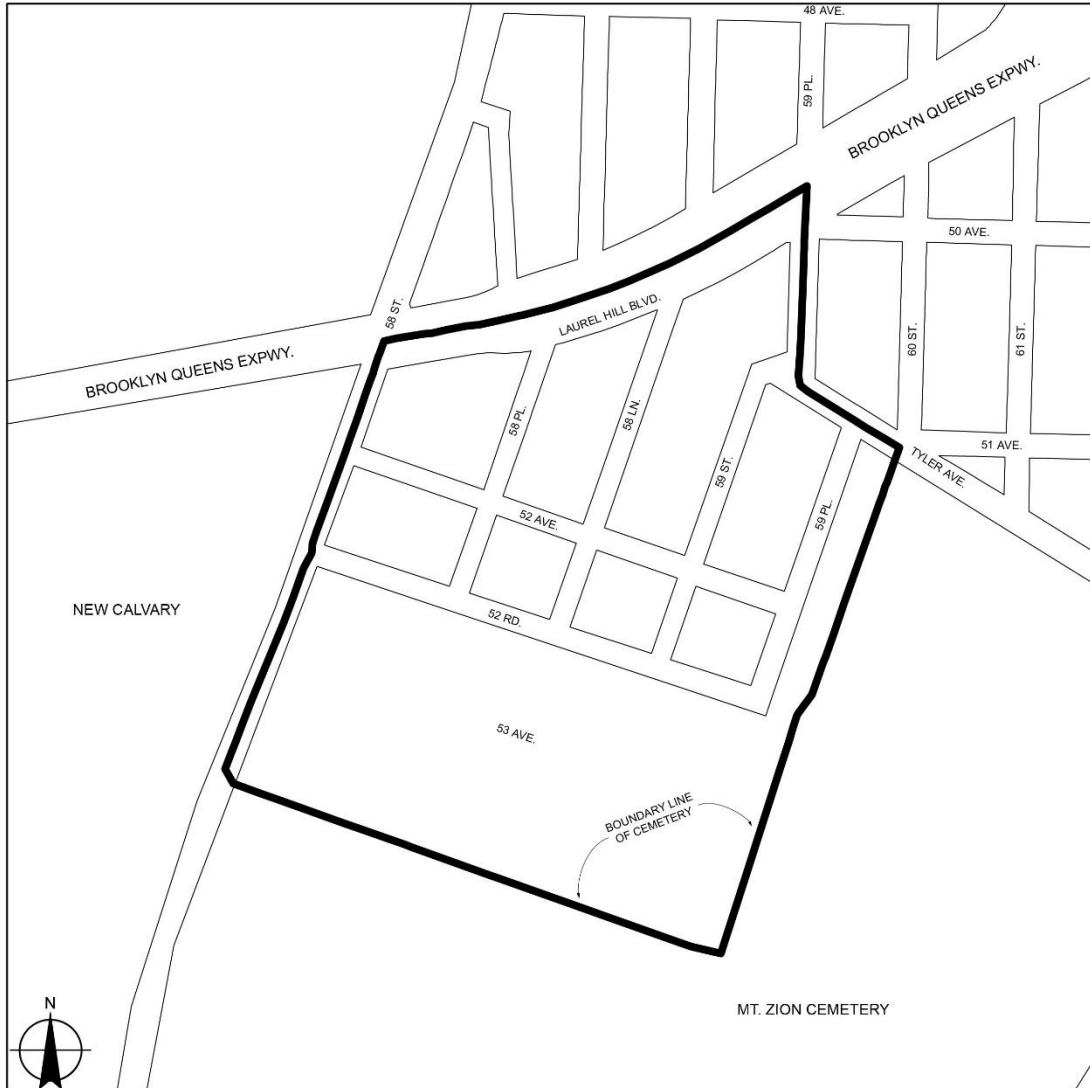 48 AVE.
59 PL.
BROOKLYN QUEENS EXPWY.
50 AVE.
58 ST.
LAUREL HILL BLVD.
60 ST.
61 ST.
BROOKLYN QUEENS EXPWY.
58 PL.
58 LN.
51 AVE.
TYLER AVE.
59 ST.
59 PL.
52 AVE.
NEW CALVARY
52 RD.
53 AVE.
BOUNDARY LINE
OF CEMETERY
N
MT. ZION CEMETERY